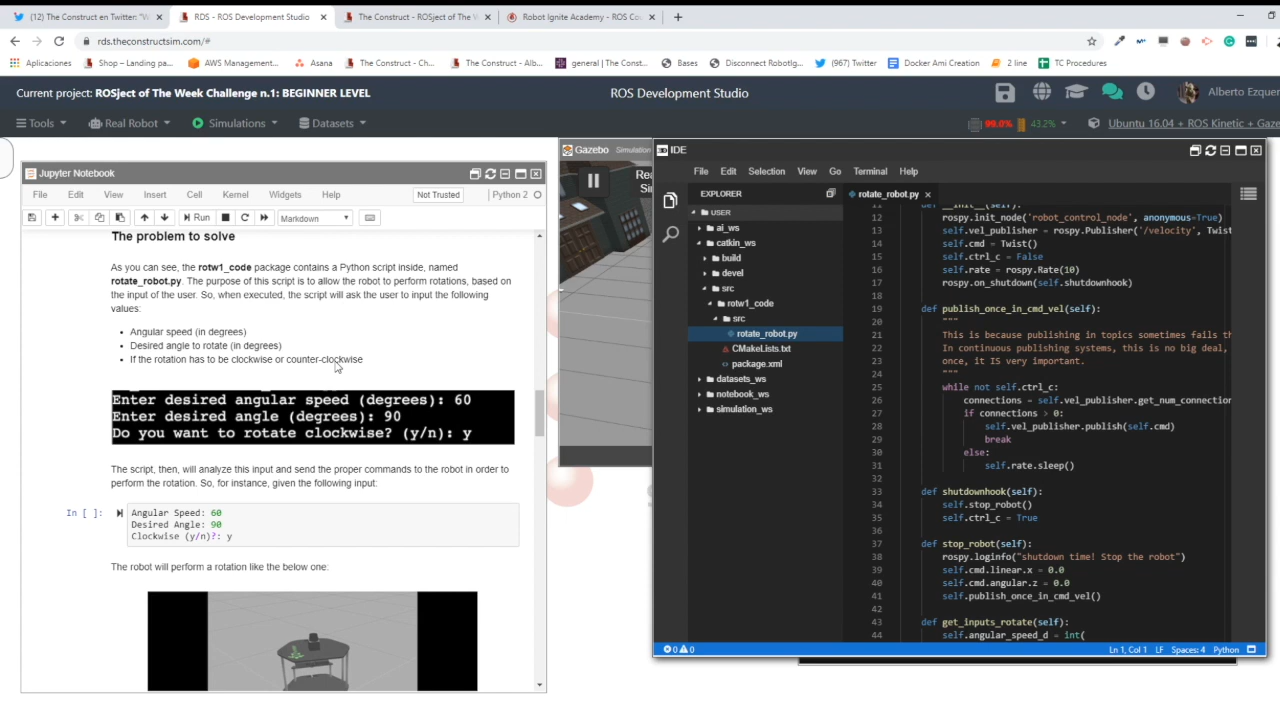 (12) The Construct en Twitter: "W
RDS - ROS Development Studio
The Construct - ROSject of The W
Robot Ignite Academy - ROS Co
rds.theconstructsim.com/#
Aplicaciones
Shop – Landing pa...
AWS Management...
Asana
The Construct - Ch...
The Construct - Alb...
general | The Const...
Bases
Disconnect RobotIg...
(967) Twitter
Docker Ami Creation
2 line
TC Procedures
Current project: ROSject of The Week Challenge n.1: BEGINNER LEVEL
ROS Development Studio
Alberto Ezquer
Tools
Real Robot
Simulations
Datasets
99.0%
43.2%
Ubuntu 16.04 + ROS Kinetic + Gaze
Jupyter Notebook
File Edit View Insert Cell Kernel Widgets Help
Not Trusted
Python 2
Run
Markdown
The problem to solve
As you can see, the rotw1_code package contains a Python script inside, named
rotate_robot.py. The purpose of this script is to allow the robot to perform rotations, based on
the input of the user. So, when executed, the script will ask the user to input the following
values:
Angular speed (in degrees)
Desired angle to rotate (in degrees)
If the rotation has to be clockwise or counter-clockwise
Enter desired angular speed (degrees): 60
Enter desired angle (degrees): 90
Do you want to rotate clockwise? (y/n): y
The script, then, will analyze this input and send the proper commands to the robot in order to
perform the rotation. So, for instance, given the following input:
In [ ]:
Angular Speed: 60
Desired Angle: 90
Clockwise (y/n)?: y
The robot will perform a rotation like the below one:
Gazebo
Simulation
Rea
Sim
IDE
File Edit Selection View Go Terminal Help
EXPLORER
USER
ai_ws
catkin_ws
build
devel
src
rotw1_code
src
rotate_robot.py
CMakeLists.txt
package.xml
datasets_ws
notebook_ws
simulation_ws
rotate_robot.py
11 def __init__(self):
12 rospy.init_node('robot_control_node', anonymous=True)
13 self.vel_publisher = rospy.Publisher('/velocity', Twist
14 self.cmd = Twist()
15 self.ctrl_c = False
16 self.rate = rospy.Rate(10)
17 rospy.on_shutdown(self.shutdownhook)
18
19 def publish_once_in_cmd_vel(self):
20 """
21 This is because publishing in topics sometimes fails th
22 In continuous publishing systems, this is no big deal,
23 once, it IS very important.
24 """
25 while not self.ctrl_c:
26 connections = self.vel_publisher.get_num_connection
27 if connections > 0:
28 self.vel_publisher.publish(self.cmd)
29 break
30 else:
31 self.rate.sleep()
32
33 def shutdownhook(self):
34 self.stop_robot()
35 self.ctrl_c = True
36
37 def stop_robot(self):
38 rospy.loginfo("shutdown time! Stop the robot")
39 self.cmd.linear.x = 0.0
40 self.cmd.angular.z = 0.0
41 self.publish_once_in_cmd_vel()
42
43 def get_inputs_rotate(self):
44 self.angular_speed_d = int(
0 0
Ln 1, Col 1 LF Spaces: 4 Python